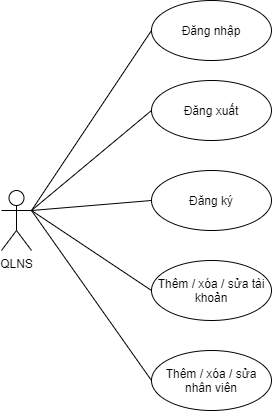 Đăng nhập
Đăng xuất
Đăng ký
QLNS
Thêm / xóa / sửa tài
khoản
Thêm / xóa / sửa
nhân viên